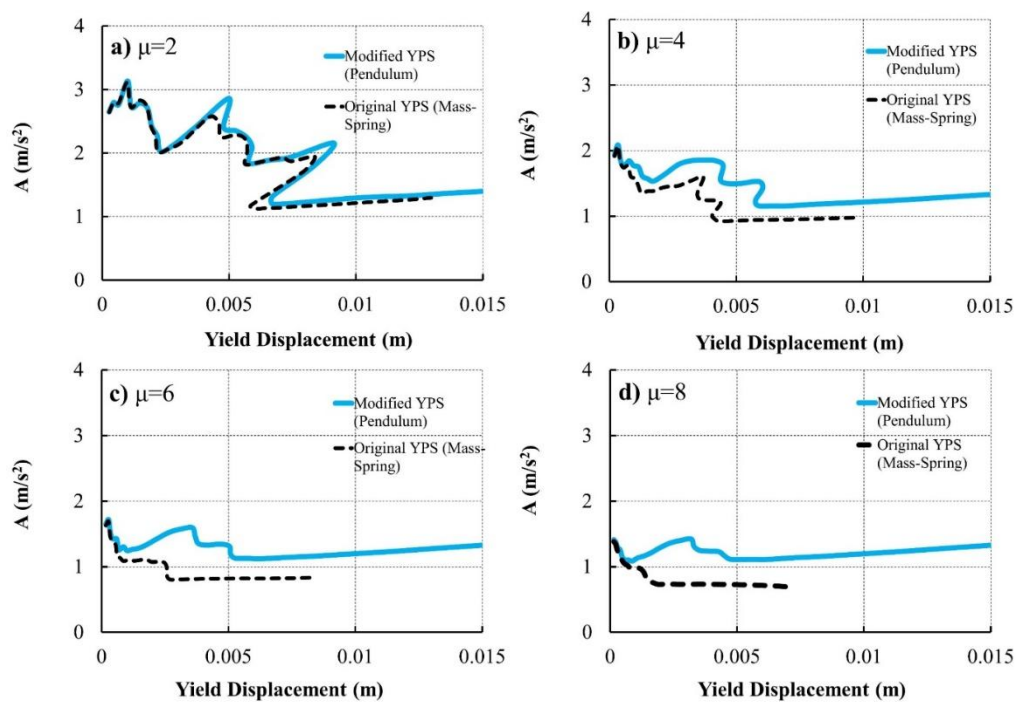 a) μ=2
Modified YPS
(Pendulum)
Original YPS (Mass-
Spring)
A (m/s²)
4
3
2
1
0
0 0.005 0.01 0.015
Yield Displacement (m)
b) μ=4
Modified YPS
(Pendulum)
Original YPS
(Mass-Spring)
A (m/s²)
4
3
2
1
0
0 0.005 0.01 0.015
Yield Displacement (m)
c) μ=6
Modified YPS
(Pendulum)
Original YPS (Mass-
Spring)
A (m/s²)
4
3
2
1
0
0 0.005 0.01 0.015
Yield Displacement (m)
d) μ=8
Modified YPS
(Pendulum)
Original YPS
(Mass-Spring)
A (m/s²)
4
3
2
1
0
0 0.005 0.01 0.015
Yield Displacement (m)